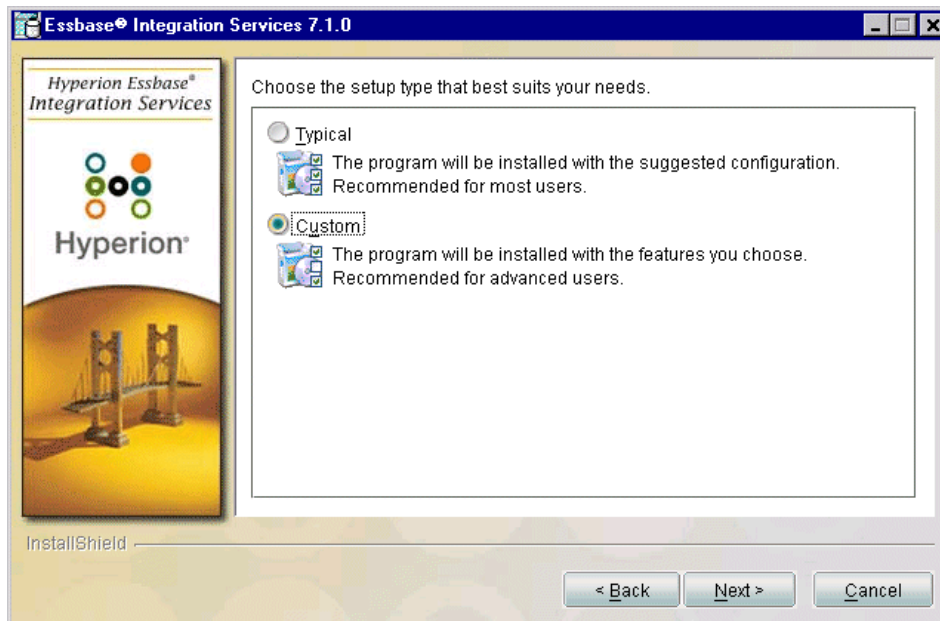 Essbase® Integration Services 7.1.0
Hyperion Essbase®
Integration Services
Hyperion®
Choose the setup type that best suits your needs.
Typical
The program will be installed with the suggested configuration.
Recommended for most users.
Custom
The program will be installed with the features you choose.
Recommended for advanced users.
InstallShield
< Back
Next >
Cancel